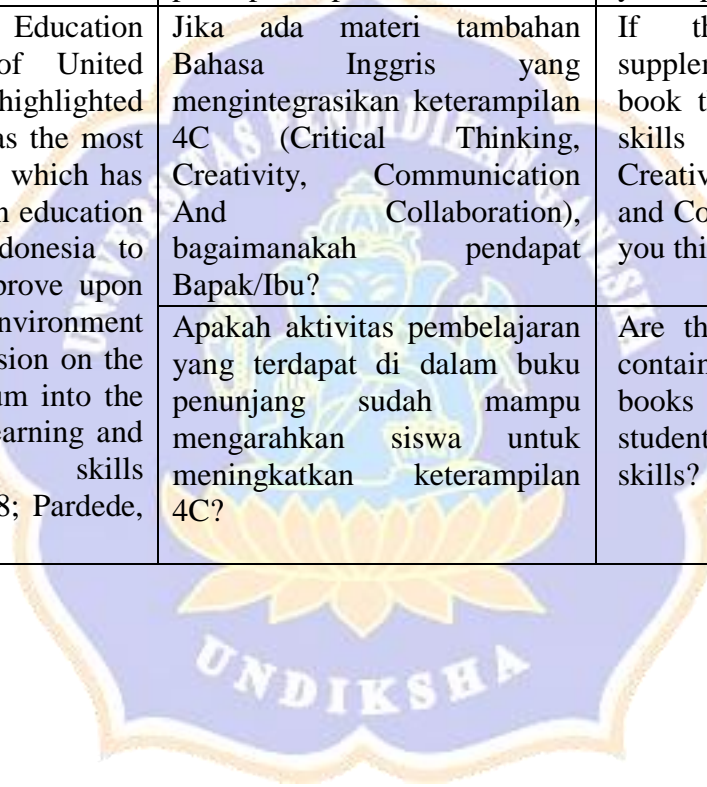 Education
of United
highlighted
as the most
which has
n education
donesia to
prove upon
nvironment
sion on the
um into the
earning and
skills
8; Pardede,
Jika ada materi tambahan
Bahasa Inggris yang
mengintegrasikan keterampilan
4C (Critical Thinking,
Creativity, Communication
And Collaboration),
bagaimanakah pendapat
Bapak/Ibu?
If th
supplem
book t
skills
Creativ
and Co
you thi
Apakah aktivitas pembelajaran
yang terdapat di dalam buku
penunjang sudah mampu
mengarahkan siswa untuk
meningkatkan keterampilan
4C?
Are th
contain
books
student
skills?
UNIVERSITAS PENDIDIKAN GANESHA
UNDIKSHA